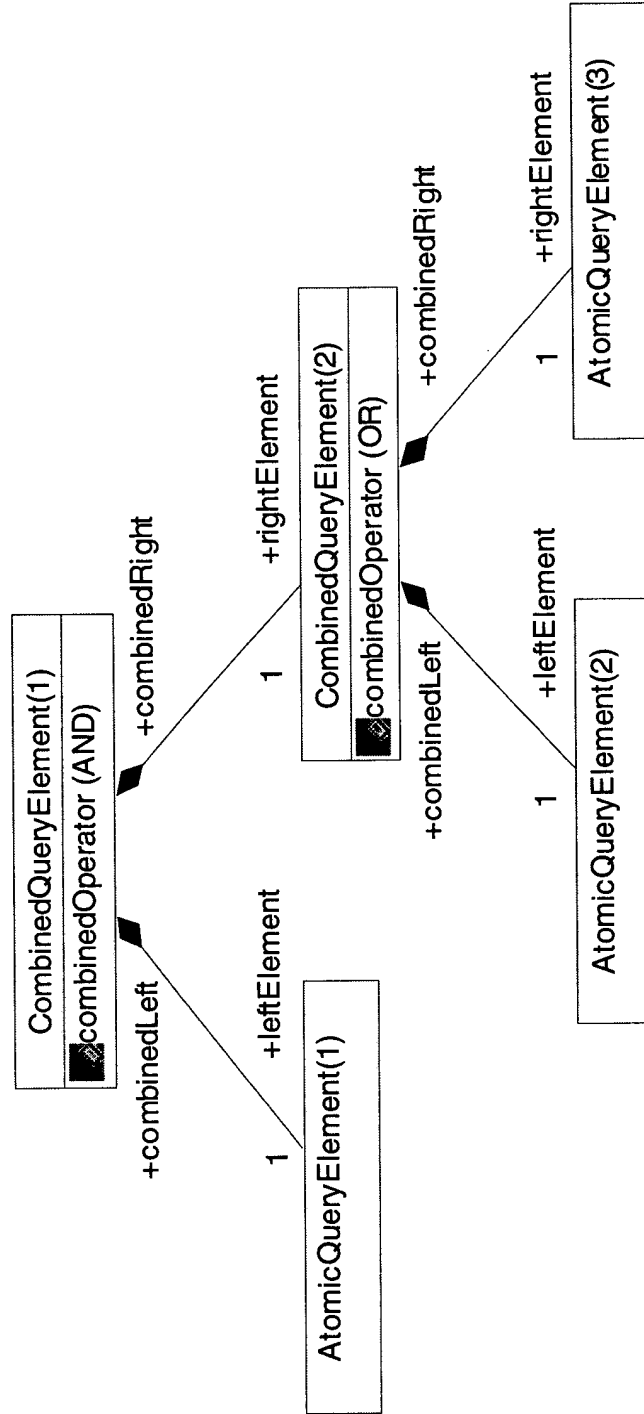 CombinedQueryElement(1)
combinedOperator (AND)
+combinedLeft
+combinedRight
1
+leftElement
1
+rightElement
AtomicQueryElement(1)
CombinedQueryElement(2)
combinedOperator (OR)
+combinedLeft
+combinedRight
1
+leftElement
1
+rightElement
AtomicQueryElement(2)
AtomicQueryElement(3)